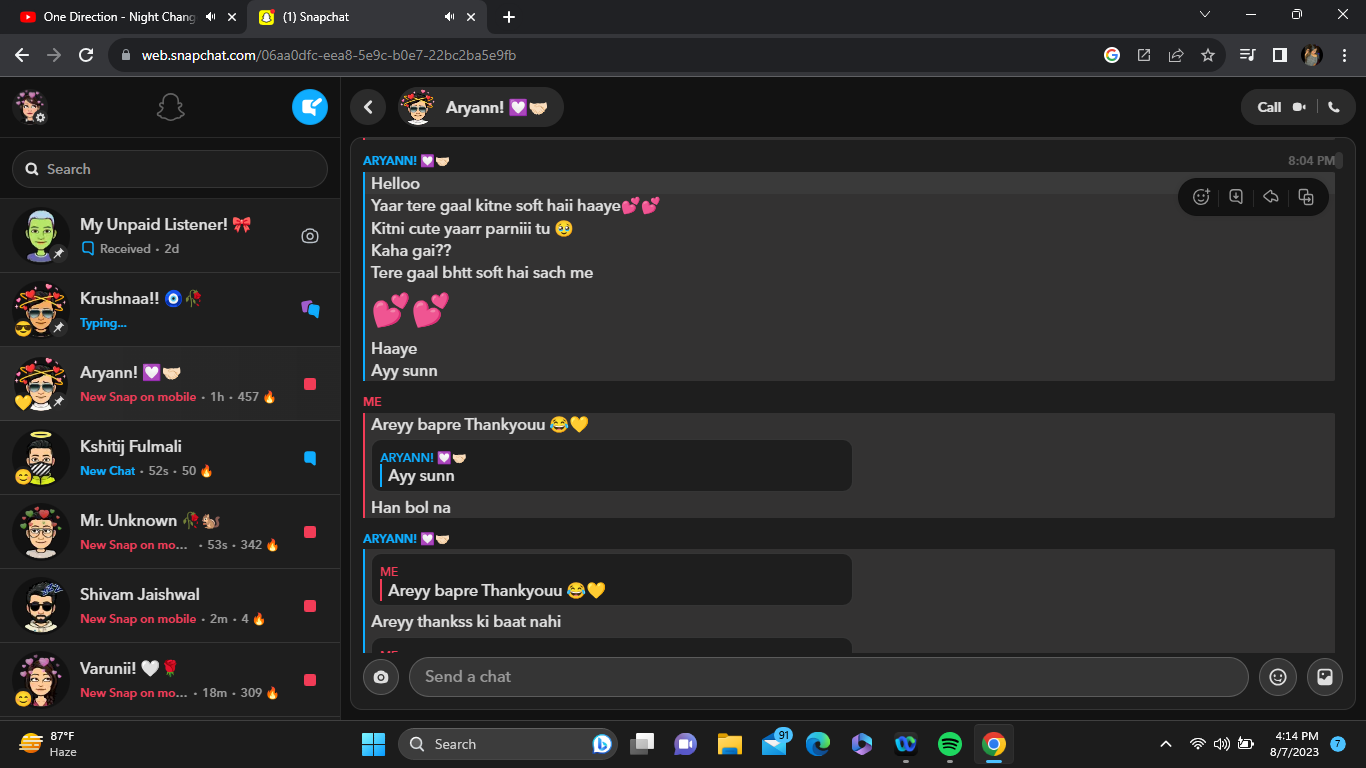 One Direction - Night Chang
(1) Snapchat
web.snapchat.com/06aa0dfc-eea8-5e9c-b0e7-22bc2ba5e9fb
Search
My Unpaid Listener! 🎀
Received · 2d
Krushnaa!! 🧿🥀
Typing...
Aryann! 💟🤝🏻
New Snap on mobile · 1h · 457 🔥
Kshitij Fulmali
New Chat · 52s · 50 🔥
Mr. Unknown 🥀🐿️
New Snap on mo... · 53s · 342 🔥
Shivam Jaishwal
New Snap on mobile · 2m · 4 🔥
Varunii! 🤍🌹
New Snap on mo... · 18m · 309 🔥
Aryann! 💟🤝🏻
Call
ARYANN! 💟🤝🏻
8:04 PM
Helloo
Yaar tere gaal kitne soft haii haaye💕💕
Kitni cute yaarr parniii tu 🥹
Kaha gai??
Tere gaal bhtt soft hai sach me
💕💕
Haaye
Ayy sunn
ME
Areyy bapre Thankyouu 😂💛
ARYANN! 💟🤝🏻
Ayy sunn
Han bol na
ARYANN! 💟🤝🏻
ME
Areyy bapre Thankyouu 😂💛
Areyy thankss ki baat nahi
ME
Send a chat
87°F
Haze
Search
91
4:14 PM
8/7/2023
7